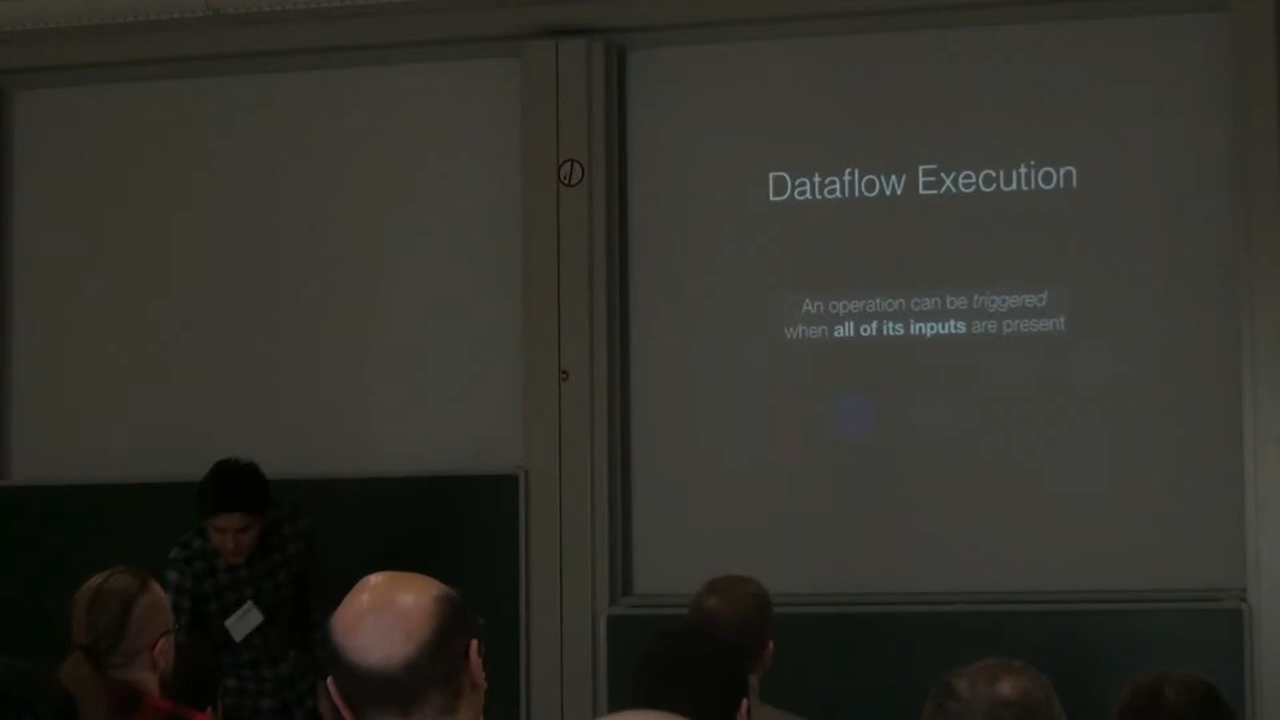 Dataflow Execution
An operation can be triggered
when all of its inputs are present